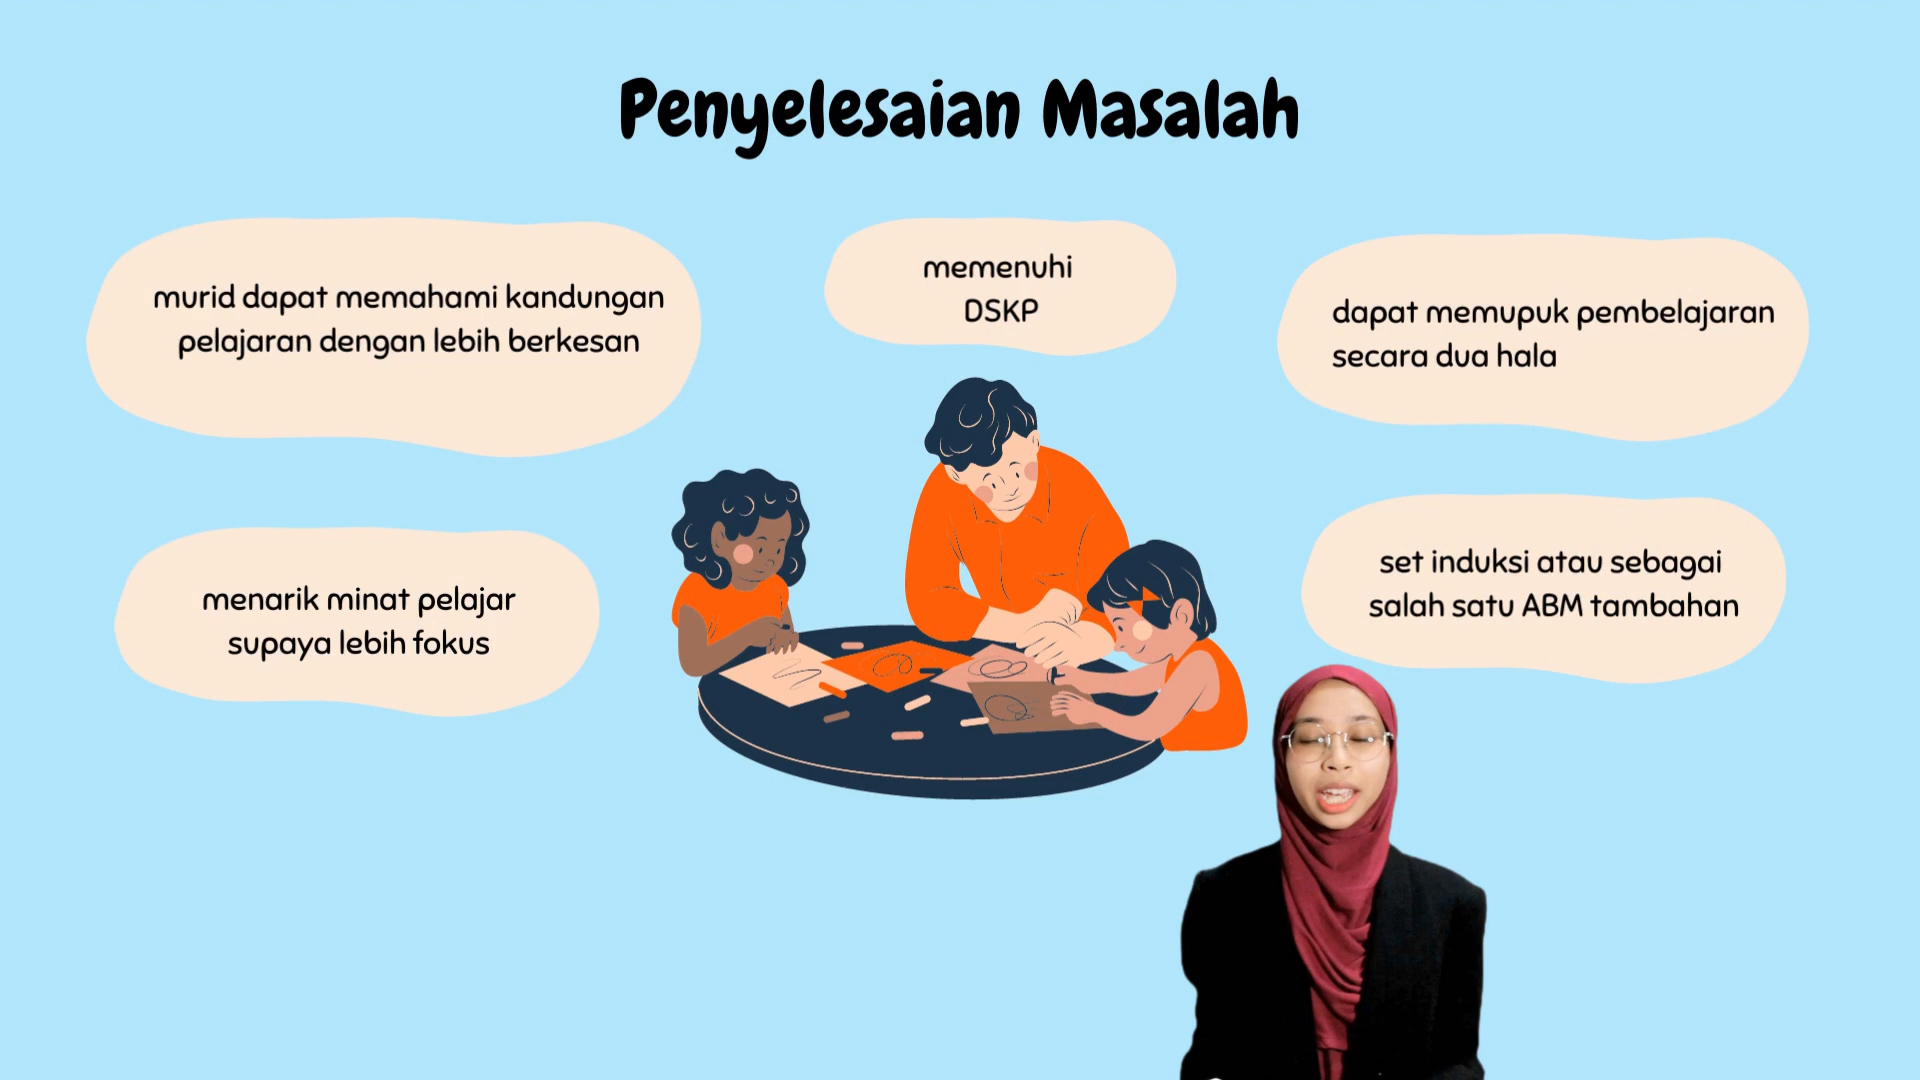 Penyelesaian Masalah
murid dapat memahami kandungan
pelajaran dengan lebih berkesan
memenuhi
DSKP
dapat memupuk pembelajaran
secara dua hala
menarik minat pelajar
supaya lebih fokus
set induksi atau sebagai
salah satu ABM tambahan